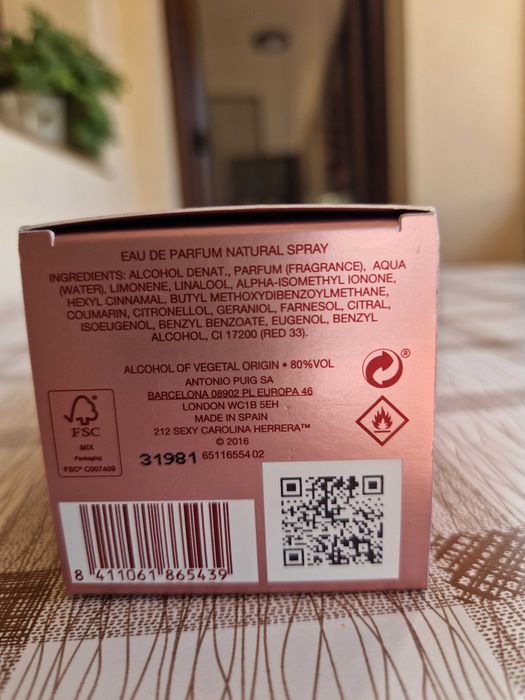 EAU DE PARFUM NATURAL SPRAY
INGREDIENTS: ALCOHOL DENAT., PARFUM (FRAGRANCE), AQUA
(WATER), LIMONENE, LINALOOL, ALPHA-ISOMETHYL IONONE,
HEXYL CINNAMAL, BUTYL METHOXYDIBENZOYLMETHANE,
COUMARIN, CITRONELLOL, GERANIOL, FARNESOL, CITRAL,
ISOEUGENOL, BENZYL BENZOATE, EUGENOL, BENZYL
ALCOHOL, CI 17200 (RED 33).
ALCOHOL OF VEGETAL ORIGIN • 80%VOL
ANTONIO PUIG SA
BARCELONA 08902 PL EUROPA 46
LONDON WC1B 5EH
MADE IN SPAIN
212 SEXY CAROLINA HERRERA™
© 2016
31981 6511655402
®
FSC
MIX
Packaging
FSC® C007409
8 411061 865439